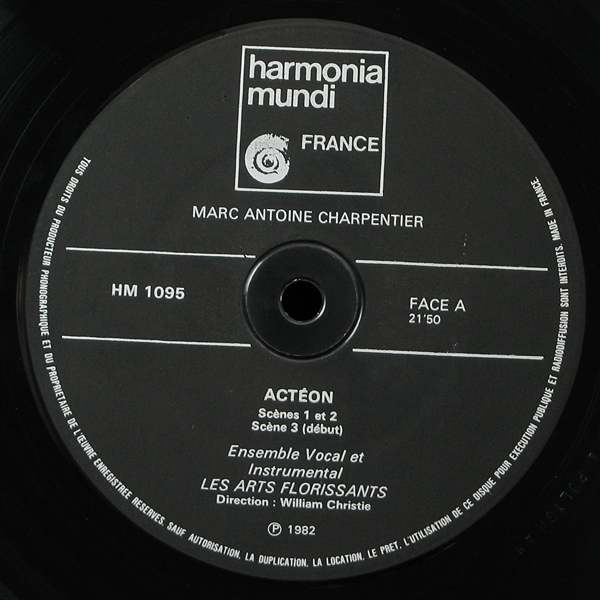 harmonia
mundi
FRANCE
MARC ANTOINE CHARPENTIER
HM 1095
FACE A
21'50
ACTÉON
Scènes 1 et 2
Scène 3 (début)
Ensemble Vocal et
Instrumental
LES ARTS FLORISSANTS
Direction : William Christie
Ⓟ 1982
TOUS DROITS DU PRODUCTEUR PHONOGRAPHIQUE ET DU PROPRIETAIRE DE L'ŒUVRE ENREGISTREE RESERVES. SAUF AUTORISATION, LA DUPLICATION, LA LOCATION, LE PRET, L'UTILISATION DE CE DISQUE POUR EXECUTION PUBLIQUE ET RADIODIFFUSION SONT INTERDITS. MADE IN FRANCE.